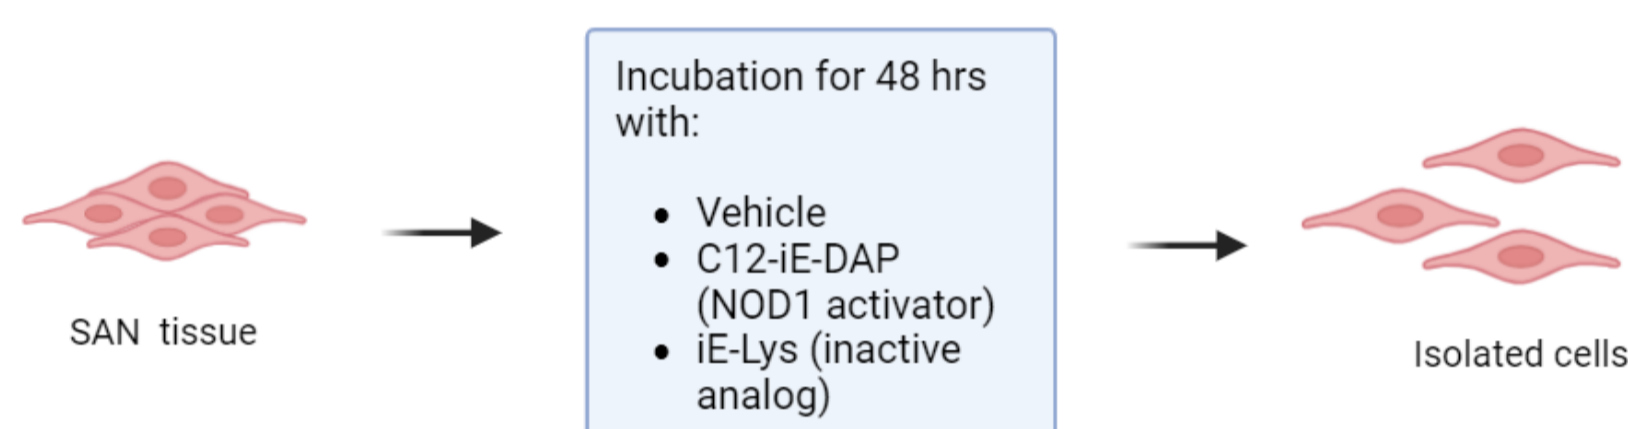 Incubation for 48 hrs
with:
• Vehicle
• C12-iE-DAP
(NOD1 activator)
• iE-Lys (inactive
analog)
SAN tissue
Isolated cells